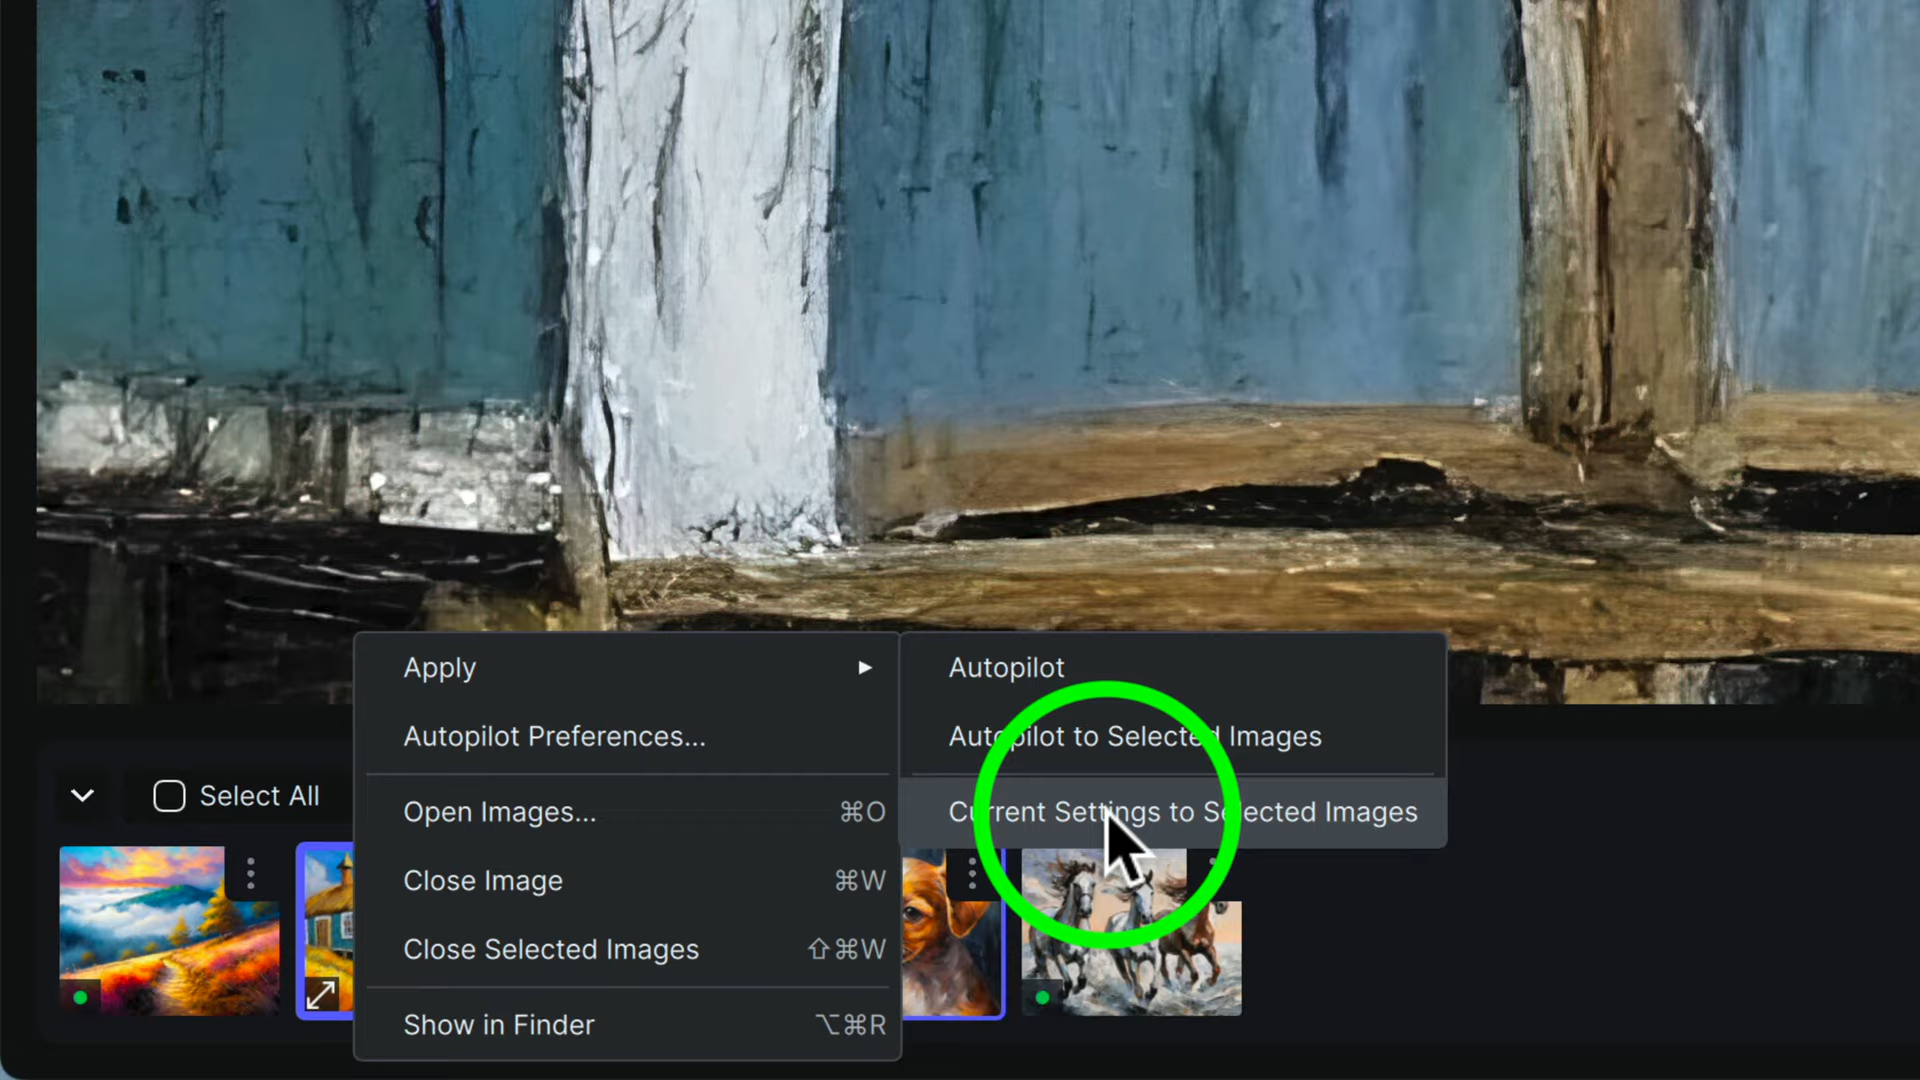 Apply
Autopilot Preferences...
Open Images... ⌘O
Close Image ⌘W
Close Selected Images ⇧⌘W
Show in Finder ⌥⌘R
Autopilot
Autopilot to Selected Images
Current Settings to Selected Images
Select All